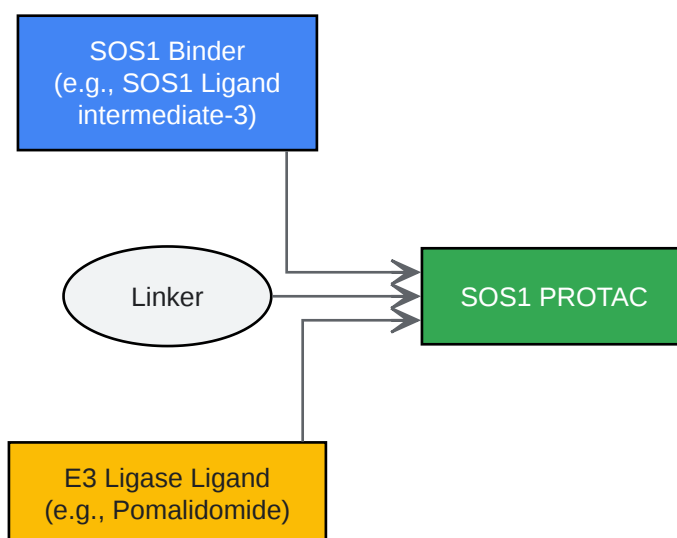 SOS1 Binder
(e.g., SOS1 Ligand
intermediate-3)
Linker
SOS1 PROTAC
E3 Ligase Ligand
(e.g., Pomalidomide)